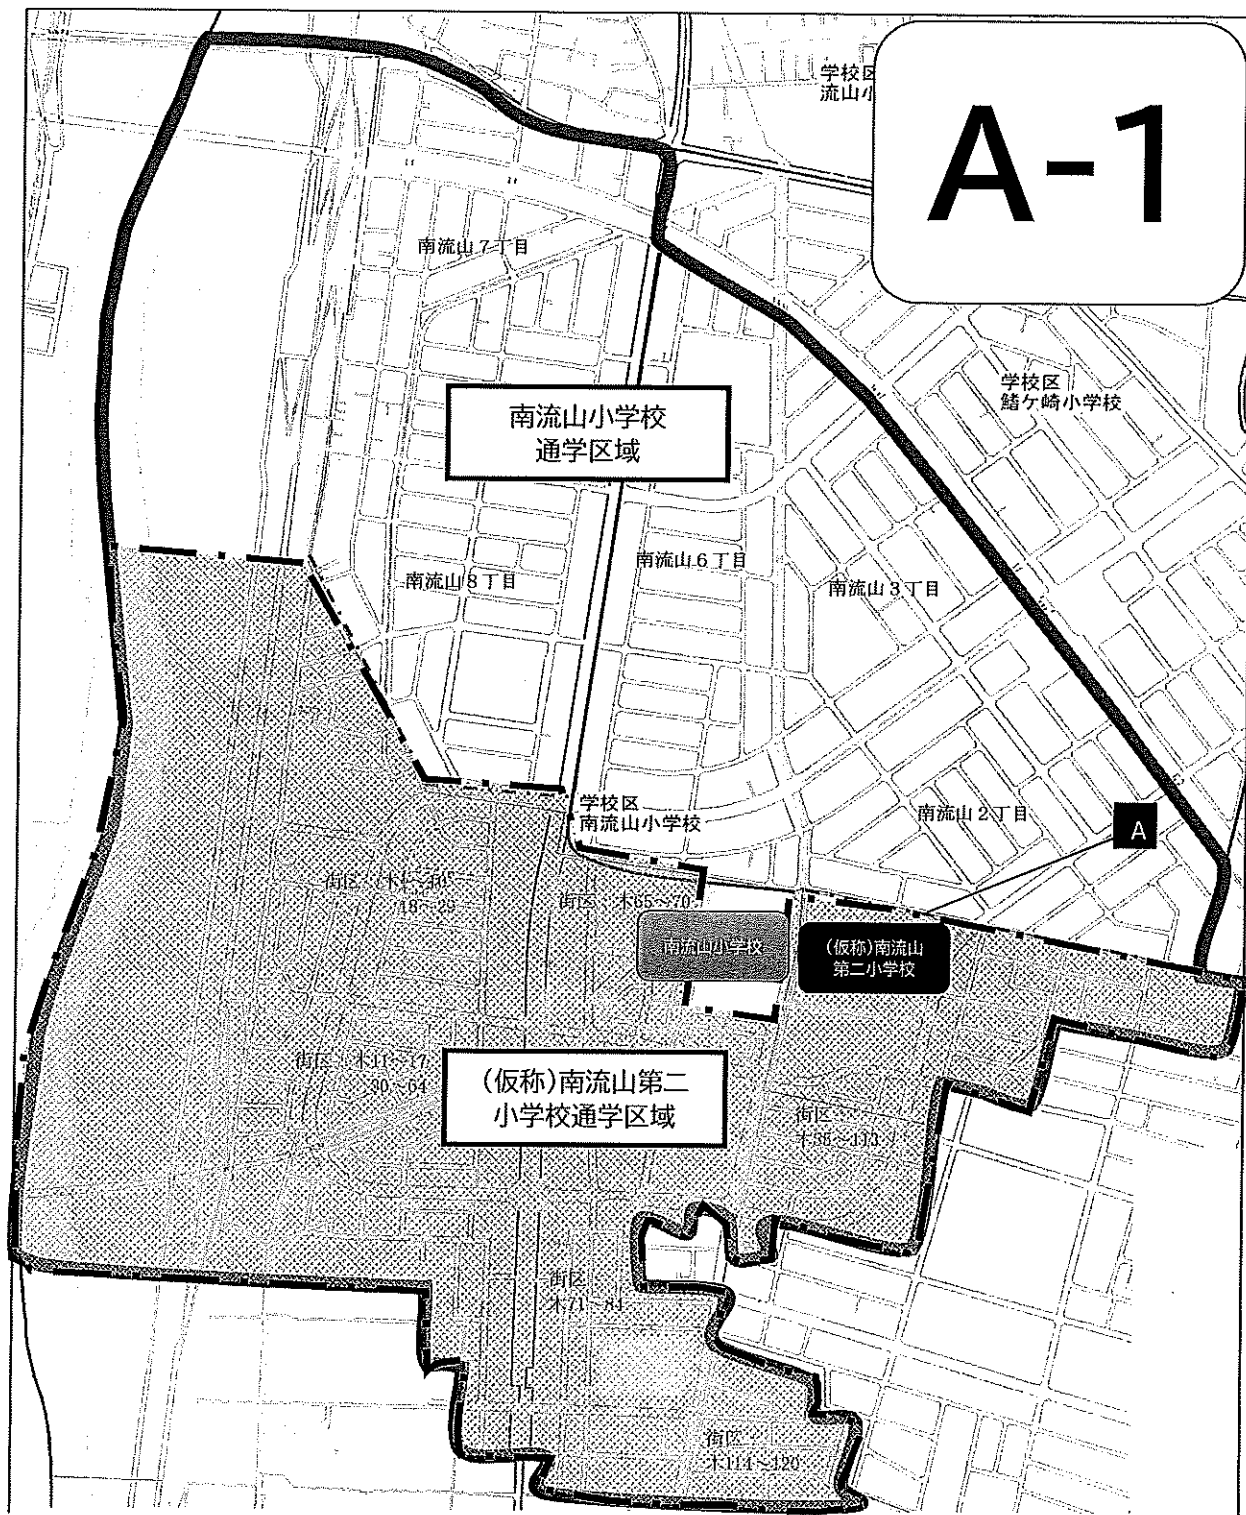 学校区
流山小
A-1
南流山7丁目
学校区
鰭ケ崎小学校
南流山小学校
通学区域
南流山8丁目
南流山6丁目
南流山3丁目
学校区
南流山小学校
南流山2丁目
A
街区
18~29
街区 木65~70
南流山小学校
(仮称)南流山
第二小学校
街区 木11~17
30~64
(仮称)南流山第二
小学校通学区域
街区
街区
木71~81
街区
木114~120